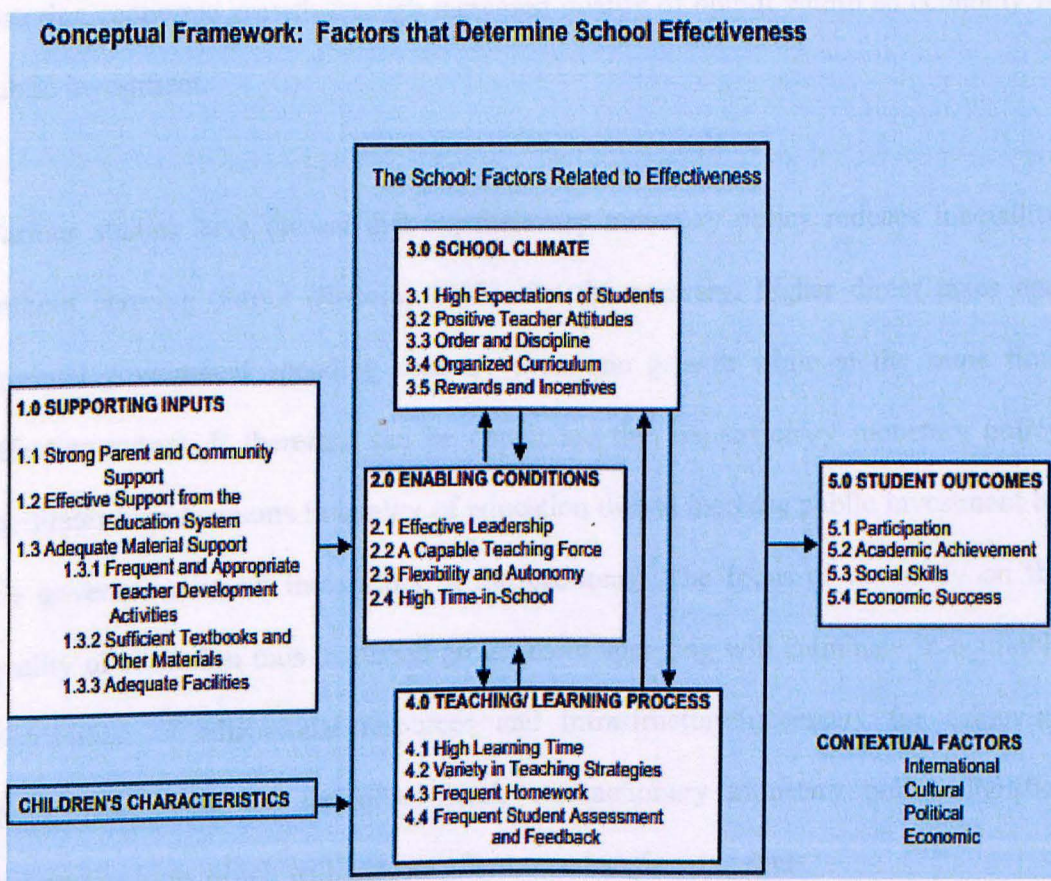 Conceptual Framework: Factors that Determine School Effectiveness
The School: Factors Related to Effectiveness
3.0 SCHOOL CLIMATE
3.1 High Expectations of Students
3.2 Positive Teacher Attitudes
3.3 Order and Discipline
3.4 Organized Curriculum
3.5 Rewards and Incentives
1.0 SUPPORTING INPUTS
1.1 Strong Parent and Community
Support
1.2 Effective Support from the
Education System
1.3 Adequate Material Support
1.3.1 Frequent and Appropriate
Teacher Development
Activities
1.3.2 Sufficient Textbooks and
Other Materials
1.3.3 Adequate Facilities
2.0 ENABLING CONDITIONS
2.1 Effective Leadership
2.2 A Capable Teaching Force
2.3 Flexibility and Autonomy
2.4 High Time-in-School
5.0 STUDENT OUTCOMES
5.1 Participation
5.2 Academic Achievement
5.3 Social Skills
5.4 Economic Success
CHILDREN'S CHARACTERISTICS
4.0 TEACHING/ LEARNING PROCESS
4.1 High Learning Time
4.2 Variety in Teaching Strategies
4.3 Frequent Homework
4.4 Frequent Student Assessment
and Feedback
CONTEXTUAL FACTORS
International
Cultural
Political
Economic